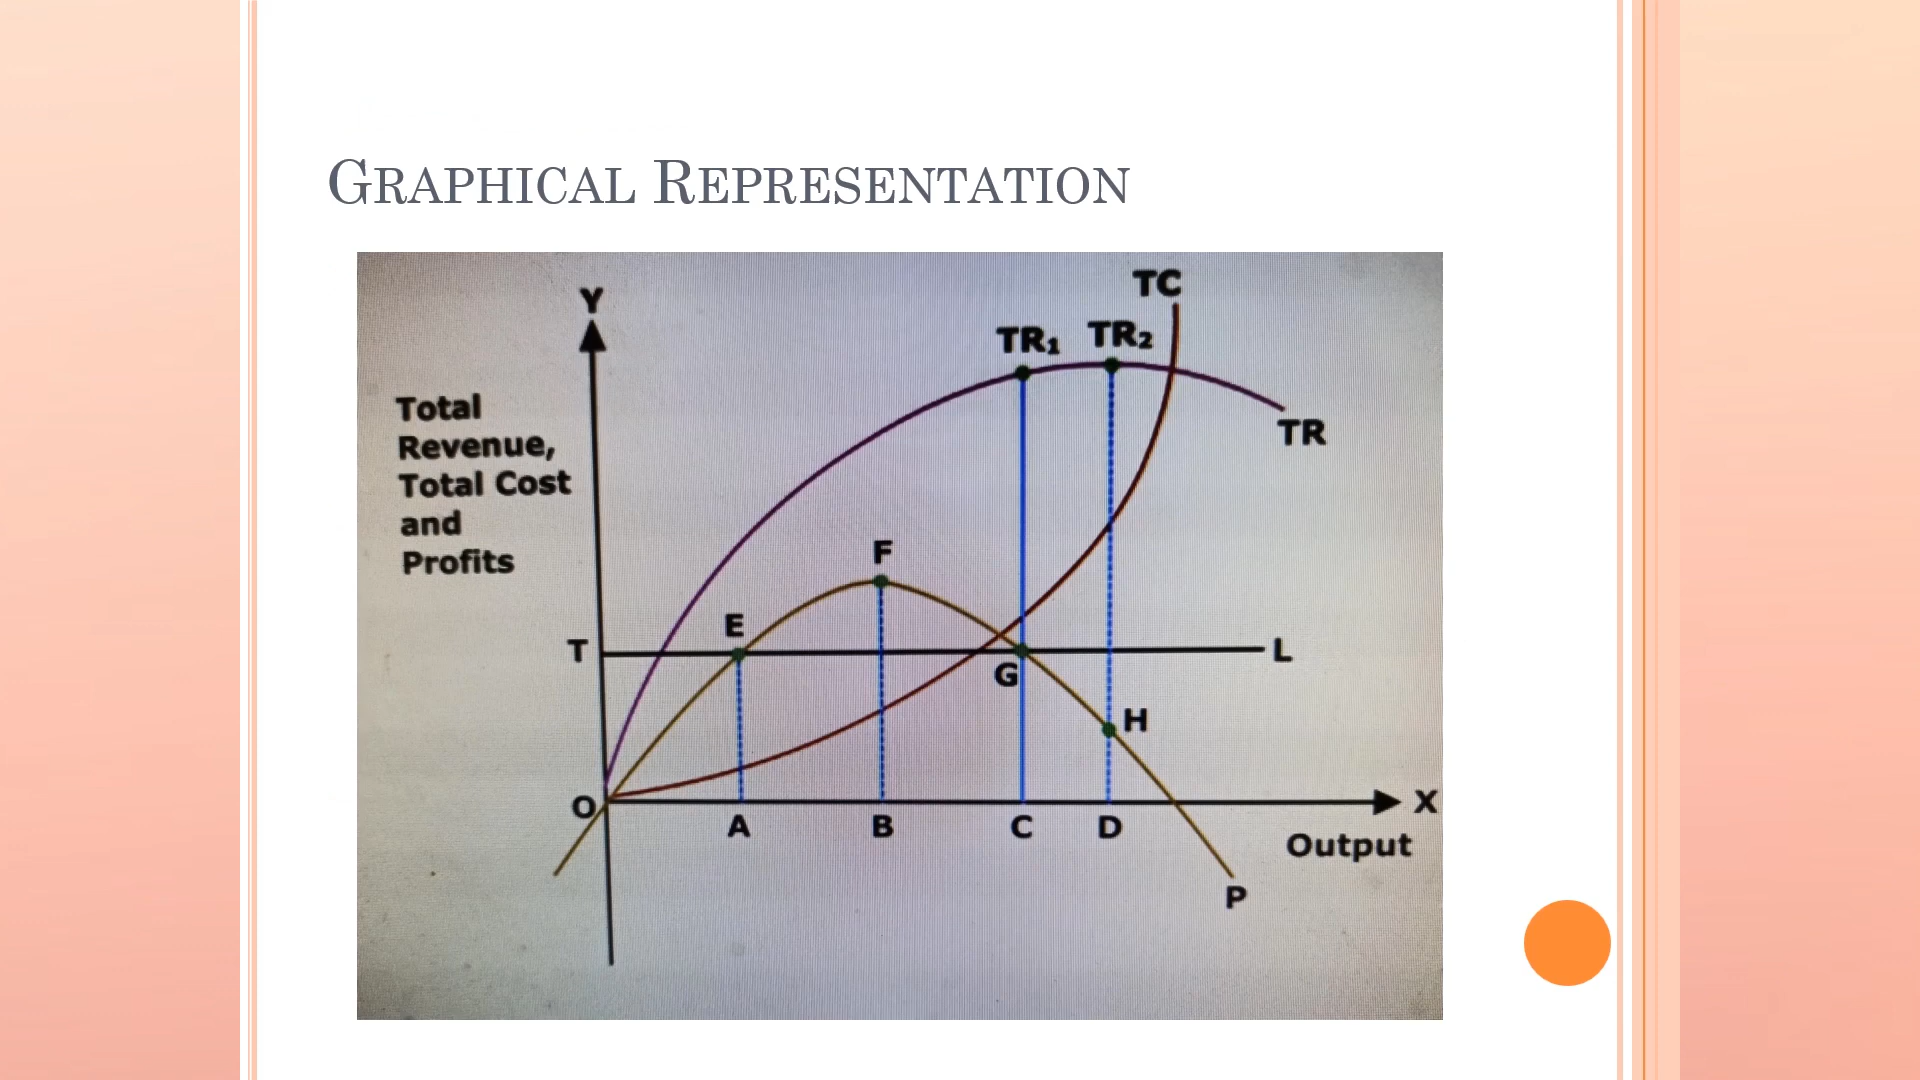 GRAPHICAL REPRESENTATION
TC
Y
TR₁ TR₂
Total
Revenue,
Total Cost
and
Profits
TR
F
E
T
L
G
H
O
X
A B C D
Output
P